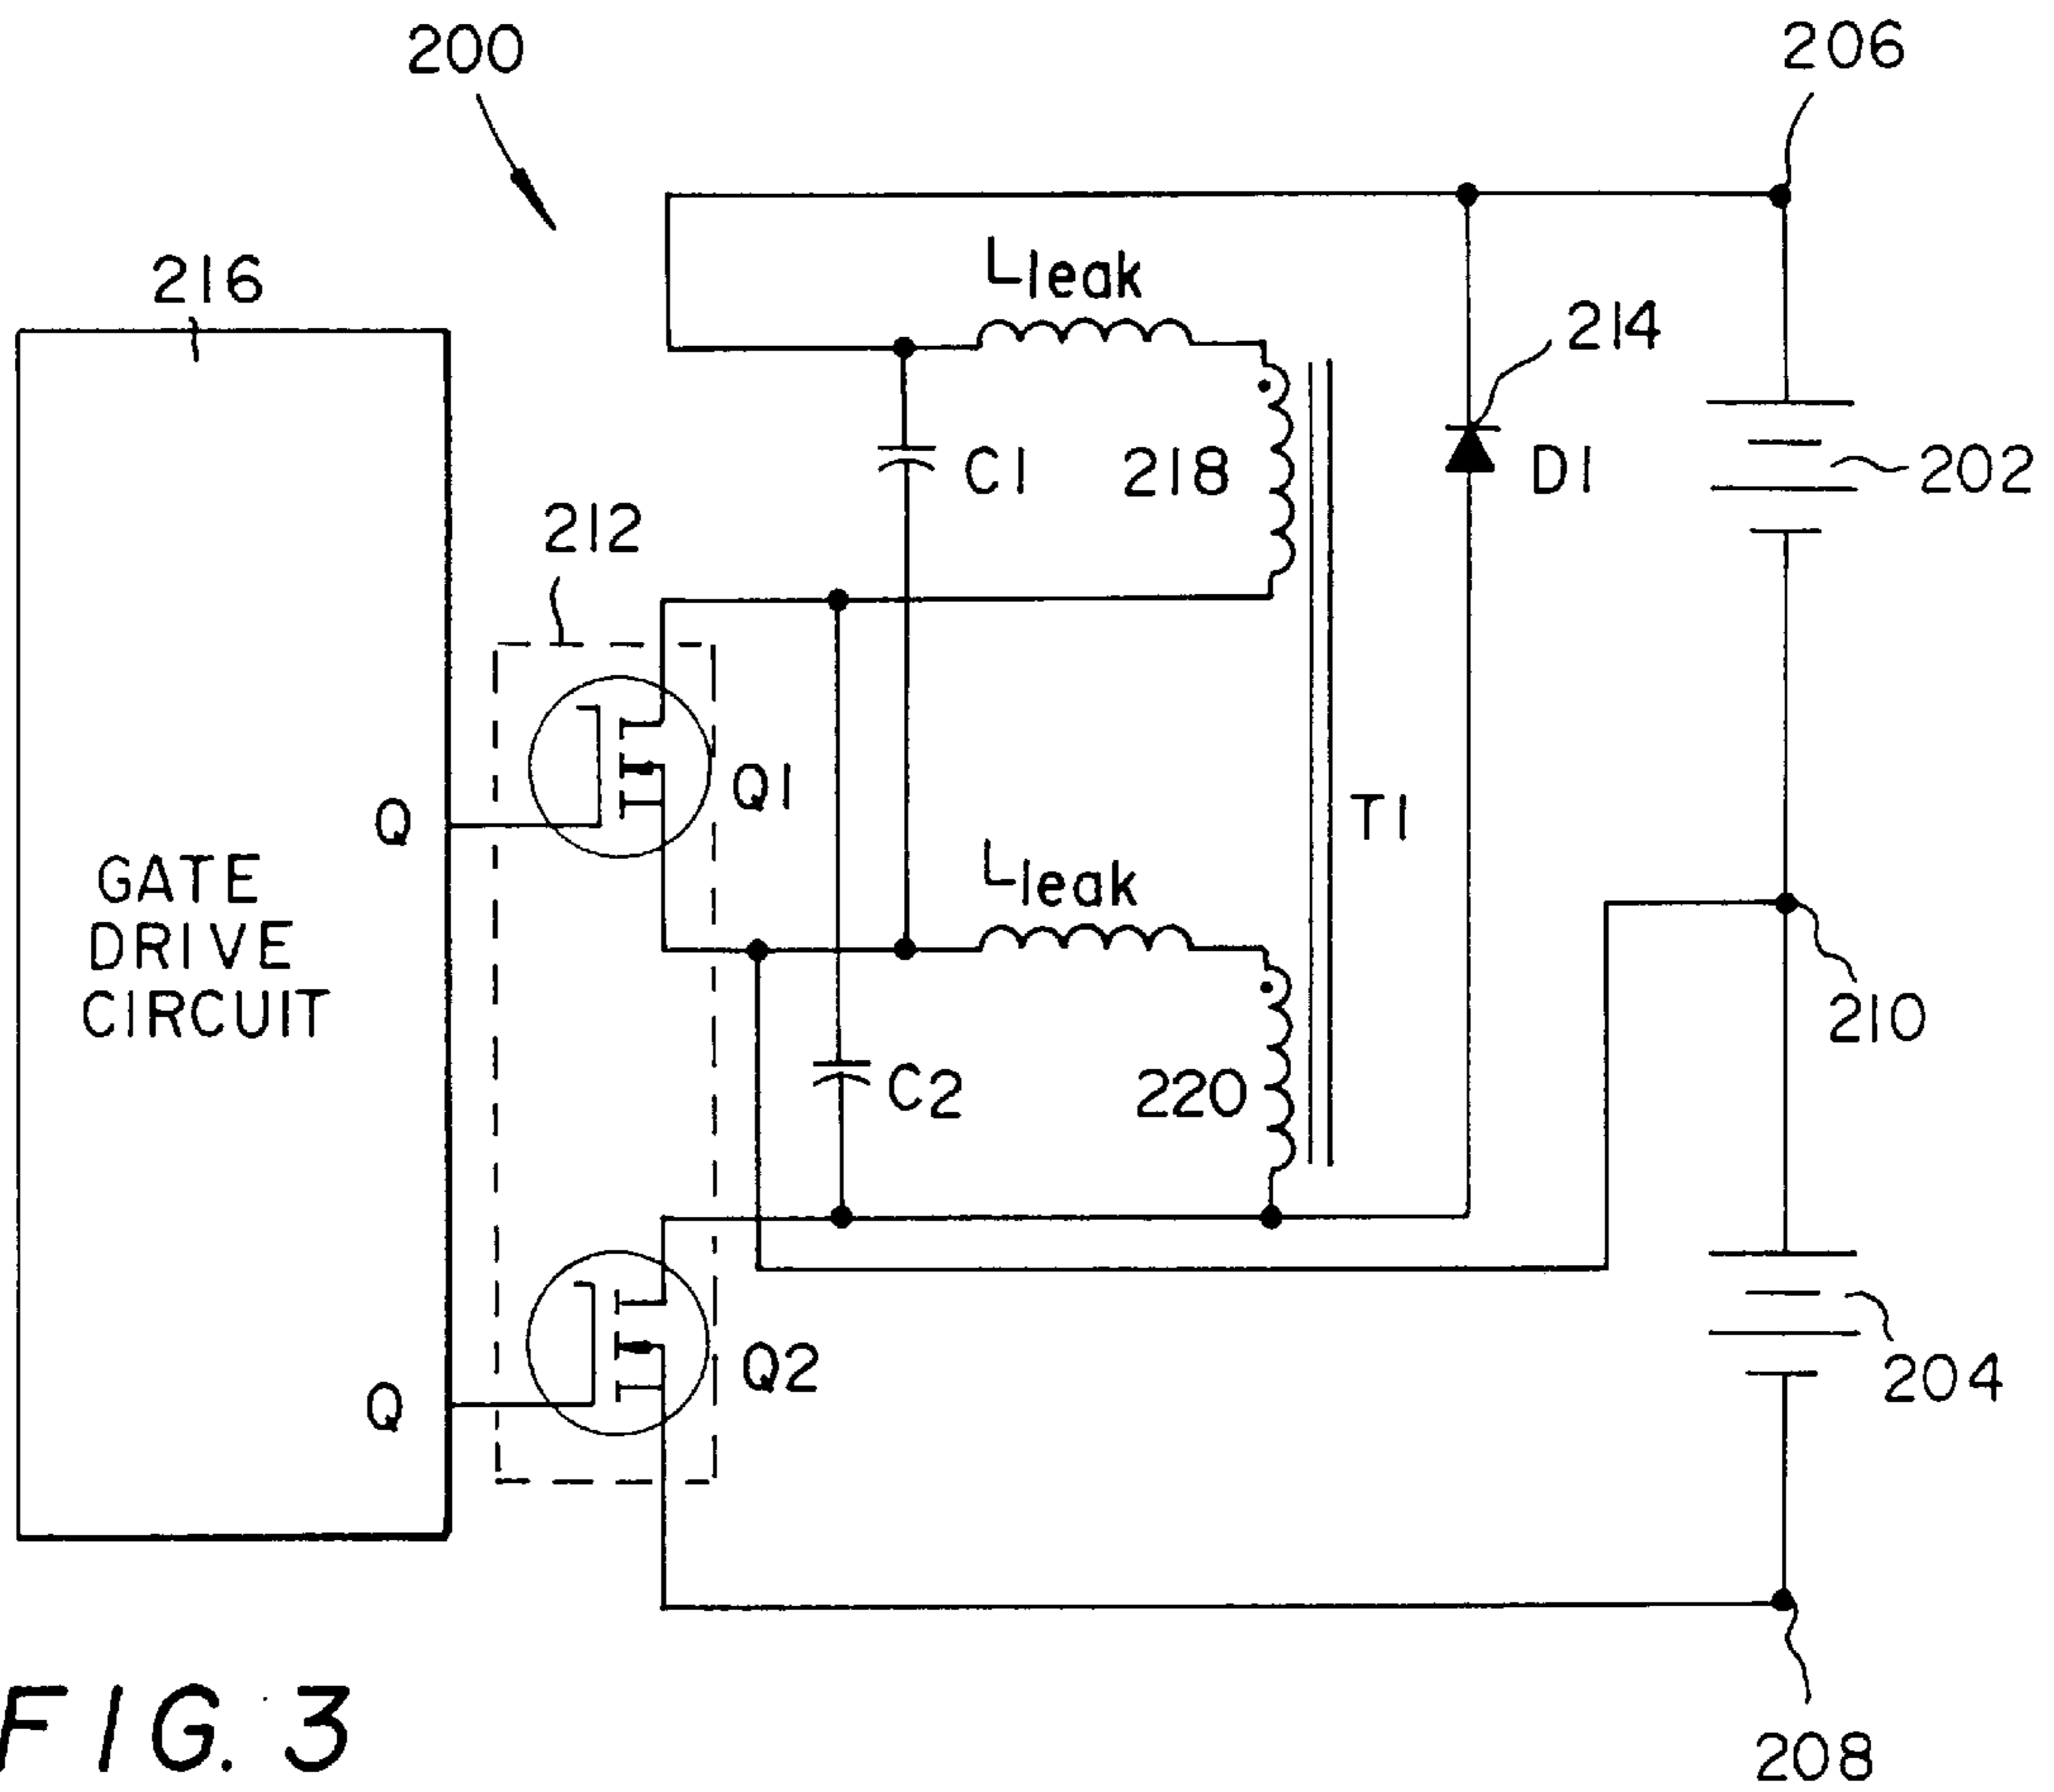 200
206
216
Lleak
214
C1
218
D1
202
212
Q1
Q
T1
GATE
DRIVE
CIRCUIT
Lleak
210
C2
220
Q2
Q
204
FIG. 3
208